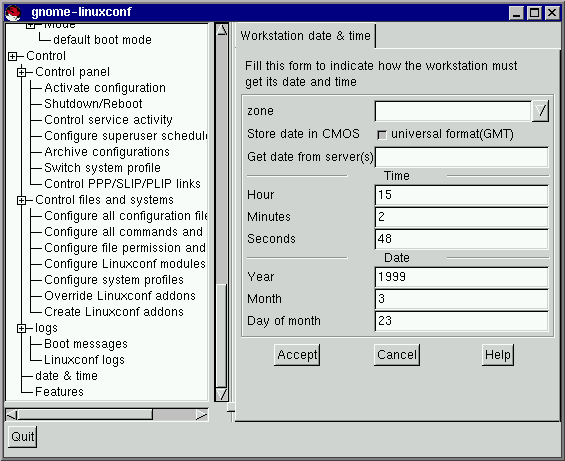 gnome-linuxconf
Mode
default boot mode
Control
Control panel
Activate configuration
Shutdown/Reboot
Control service activity
Configure superuser schedul
Archive configurations
Switch system profile
Control PPP/SLIP/PLIP links
Control files and systems
Configure all configuration file
Configure all commands and
Configure file permission and
Configure Linuxconf modules
Configure system profiles
Override Linuxconf addons
Create Linuxconf addons
logs
Boot messages
Linuxconf logs
date & time
Features
Quit
Workstation date & time
Fill this form to indicate how the workstation must
get its date and time
zone
Store date in CMOS universal format(GMT)
Get date from server(s)
Time
Hour 15
Minutes 2
Seconds 48
Date
Year 1999
Month 3
Day of month 23
Accept Cancel Help